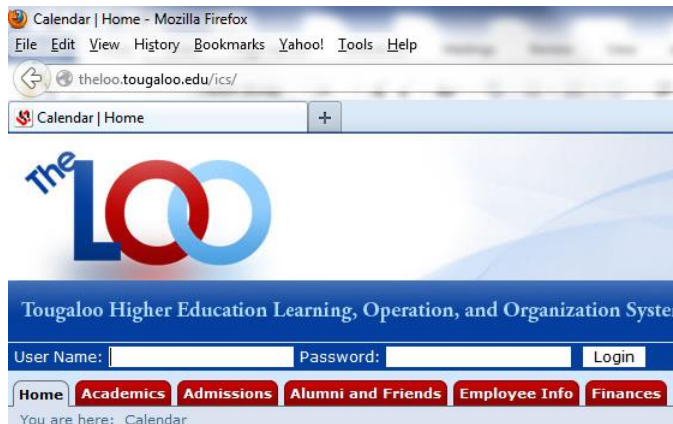 Calendar | Home - Mozilla Firefox
File Edit View History Bookmarks Yahoo! Tools Help
theloo.tougaloo.edu/ics/
Calendar | Home +
The LOO
Tougaloo Higher Education Learning, Operation, and Organization Syste
User Name: Password: Login
Home Academics Admissions Alumni and Friends Employee Info Finances
You are here: Calendar